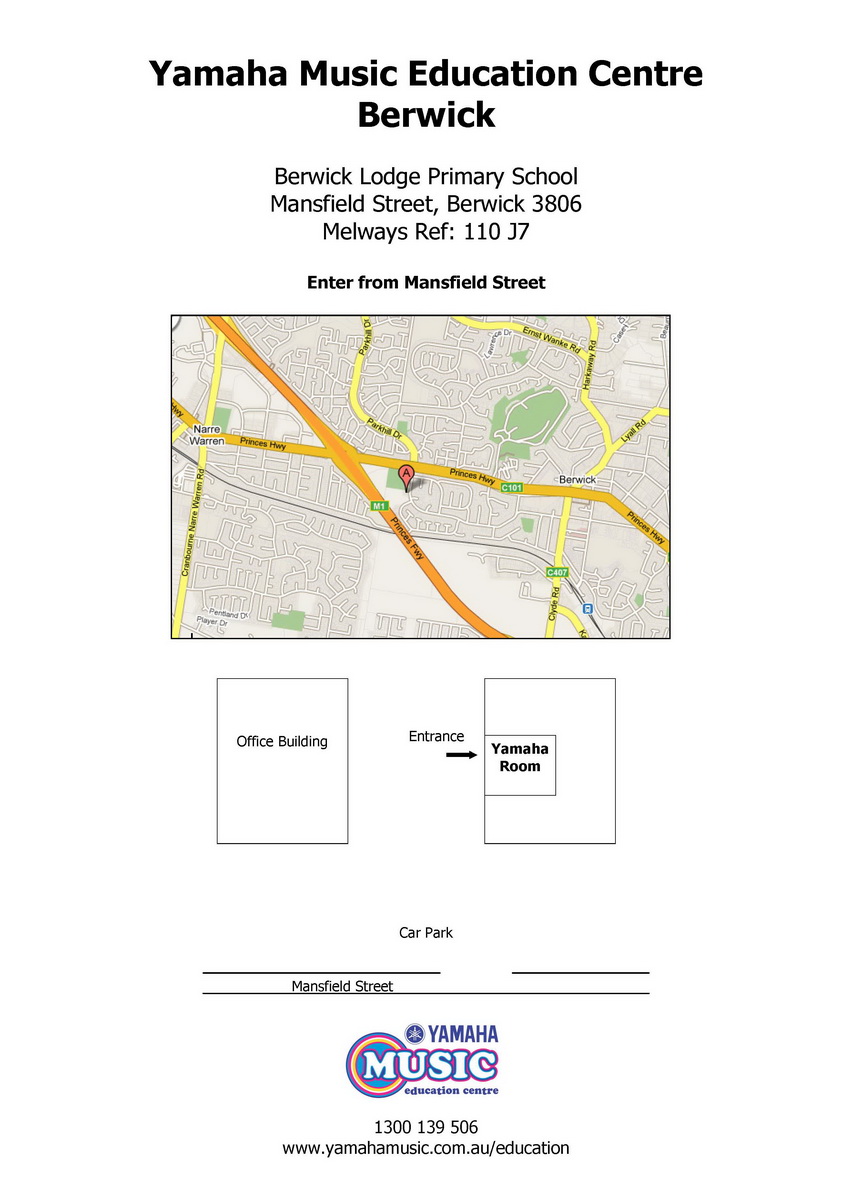 Yamaha Music Education Centre
Berwick
Berwick Lodge Primary School
Mansfield Street, Berwick 3806
Melways Ref: 110 J7
Enter from Mansfield Street
Parkhill Dr
Lawrence Dr
Ernst Wanke Rd
Harkaway Rd
Casey
Hwy
Narre
Warren
Princes Hwy
Parkhill Dr
Lyall Rd
A
Princes Hwy
C101
Berwick
M1
Princes Hwy
Princes Fwy
Cranbourne Narre Warren Rd
C407
Clyde Rd
Pentland D
Player Dr
Office Building
Entrance
Yamaha
Room
Car Park
Mansfield Street
YAMAHA
MUSIC
education centre
1300 139 506
www.yamahamusic.com.au/education